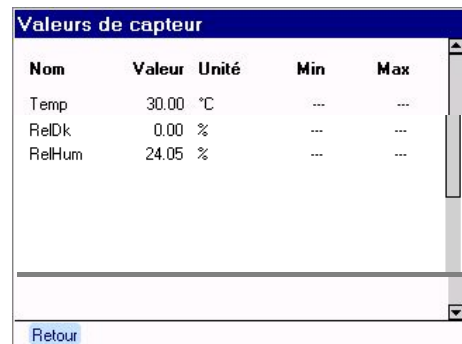 Valeurs de capteur
Nom Valeur Unité Min Max
Temp 30.00 °C --- ---
RelDk 0.00 % --- ---
RelHum 24.05 % --- ---
Retour